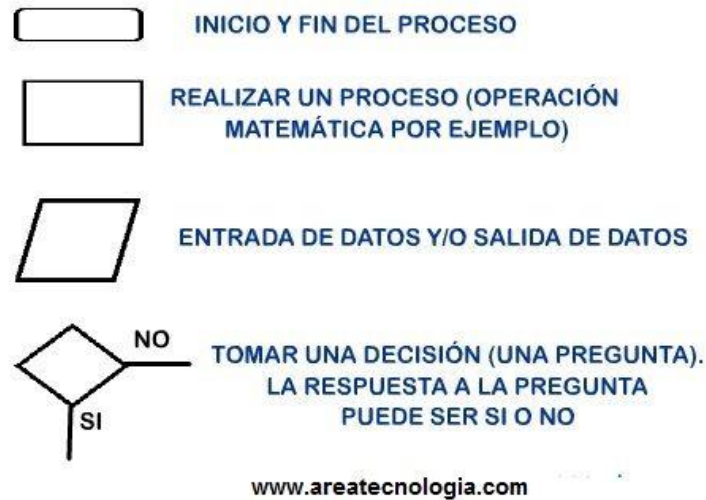 INICIO Y FIN DEL PROCESO
REALIZAR UN PROCESO (OPERACIÓN
MATEMÁTICA POR EJEMPLO)
ENTRADA DE DATOS Y/O SALIDA DE DATOS
NO
TOMAR UNA DECISIÓN (UNA PREGUNTA).
LA RESPUESTA A LA PREGUNTA
PUEDE SER SI O NO
SI
www.areatecnologia.com